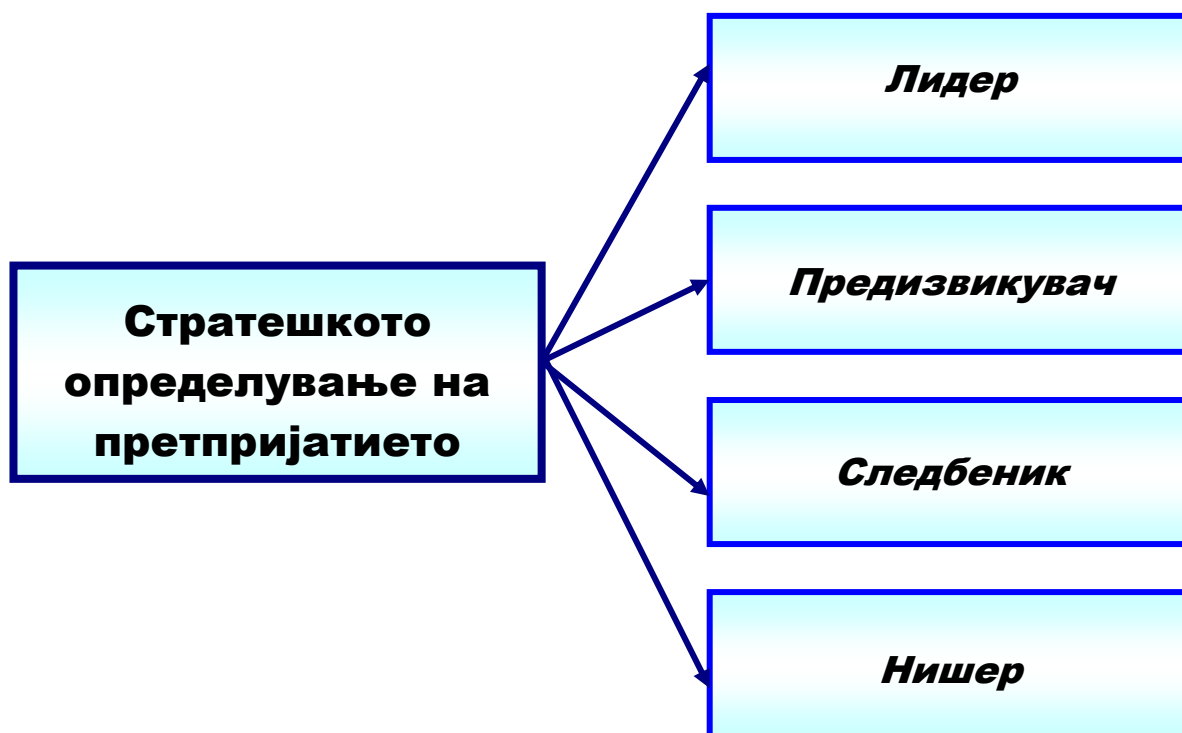 Лидер
Предизвикувач
Стратешкото
определување на
претпријатието
Следбеник
Нишер